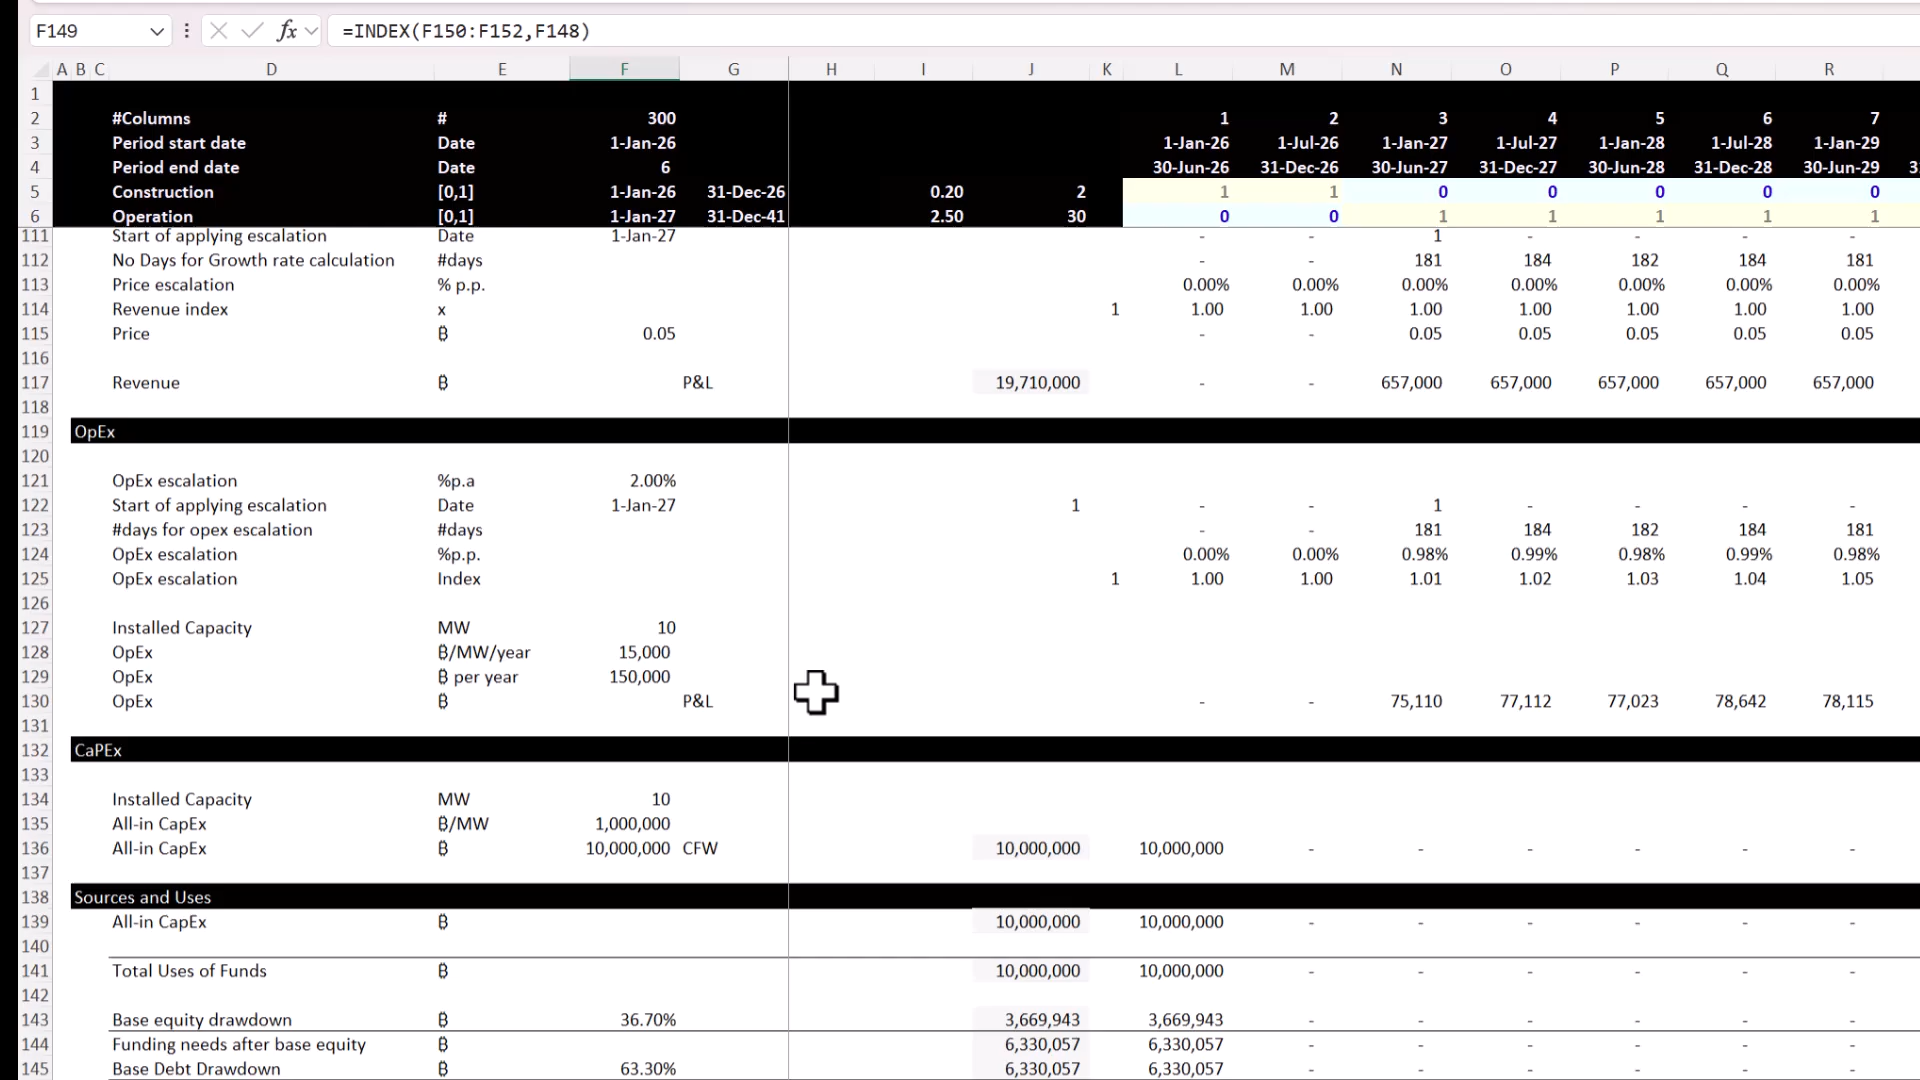 F149 fx =INDEX(F150:F152,F148)
A B C D E F G H I J K L M N O P Q R
1
2 #Columns # 300 1 2 3 4 5 6 7
3 Period start date Date 1-Jan-26 1-Jan-26 1-Jul-26 1-Jan-27 1-Jul-27 1-Jan-28 1-Jul-28 1-Jan-29
4 Period end date Date 6 30-Jun-26 31-Dec-26 30-Jun-27 31-Dec-27 30-Jun-28 31-Dec-28 30-Jun-29 31
5 Construction [0,1] 1-Jan-26 31-Dec-26 0.20 2 1 1 0 0 0 0 0
6 Operation [0,1] 1-Jan-27 31-Dec-41 2.50 30 0 0 1 1 1 1 1
111 Start of applying escalation Date 1-Jan-27 - - 1 - - - -
112 No Days for Growth rate calculation #days - - 181 184 182 184 181
113 Price escalation % p.p. 0.00% 0.00% 0.00% 0.00% 0.00% 0.00% 0.00%
114 Revenue index x 1 1.00 1.00 1.00 1.00 1.00 1.00 1.00
115 Price ₿ 0.05 - - 0.05 0.05 0.05 0.05 0.05
116
117 Revenue ₿ P&L 19,710,000 - - 657,000 657,000 657,000 657,000 657,000
118
119 OpEx
120
121 OpEx escalation %p.a 2.00%
122 Start of applying escalation Date 1-Jan-27 1 - - 1 - - - -
123 #days for opex escalation #days - - 181 184 182 184 181
124 OpEx escalation %p.p. 0.00% 0.00% 0.98% 0.99% 0.98% 0.99% 0.98%
125 OpEx escalation Index 1 1.00 1.00 1.01 1.02 1.03 1.04 1.05
126
127 Installed Capacity MW 10
128 OpEx ₿/MW/year 15,000
129 OpEx ₿ per year 150,000
130 OpEx ₿ P&L - - 75,110 77,112 77,023 78,642 78,115
131
132 CaPEx
133
134 Installed Capacity MW 10
135 All-in CapEx ₿/MW 1,000,000
136 All-in CapEx ₿ 10,000,000 CFW 10,000,000 10,000,000 - - - - - -
137
138 Sources and Uses
139 All-in CapEx ₿ 10,000,000 10,000,000 - - - - - -
140
141 Total Uses of Funds ₿ 10,000,000 10,000,000 - - - - - -
142
143 Base equity drawdown ₿ 36.70% 3,669,943 3,669,943 - - - - - -
144 Funding needs after base equity ₿ 6,330,057 6,330,057 - - - - - -
145 Base Debt Drawdown ₿ 63.30% 6,330,057 6,330,057 - - - - - -